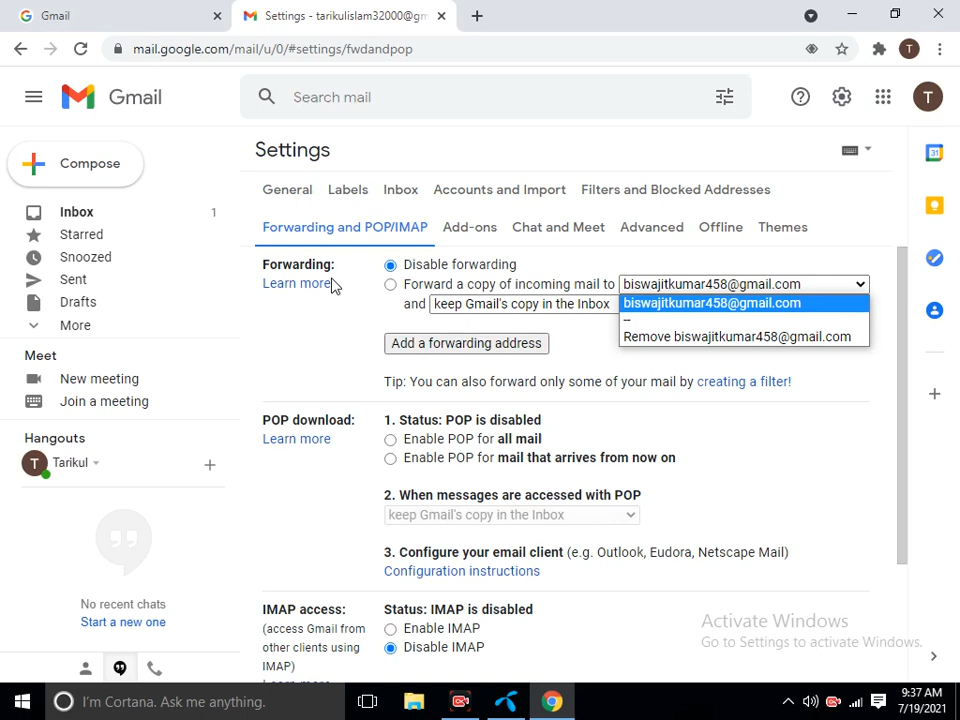 Gmail
Settings - tarikulislam32000@gm
mail.google.com/mail/u/0/#settings/fwdandpop
T
Gmail
Search mail
T
Compose
Settings
General Labels Inbox Accounts and Import Filters and Blocked Addresses
Forwarding and POP/IMAP Add-ons Chat and Meet Advanced Offline Themes
Inbox 1
Starred
Snoozed
Sent
Drafts
More
Meet
New meeting
Join a meeting
Hangouts
T Tarikul
No recent chats
Start a new one
Forwarding:
Learn more
Disable forwarding
Forward a copy of incoming mail to biswajitkumar458@gmail.com
and keep Gmail's copy in the Inbox
biswajitkumar458@gmail.com
--
Remove biswajitkumar458@gmail.com
Add a forwarding address
Tip: You can also forward only some of your mail by creating a filter!
POP download:
Learn more
1. Status: POP is disabled
Enable POP for all mail
Enable POP for mail that arrives from now on
2. When messages are accessed with POP
keep Gmail's copy in the Inbox
3. Configure your email client (e.g. Outlook, Eudora, Netscape Mail)
Configuration instructions
IMAP access:
(access Gmail from
other clients using
IMAP)
Status: IMAP is disabled
Enable IMAP
Disable IMAP
31
Activate Windows
Go to Settings to activate Windows.
I'm Cortana. Ask me anything.
9:37 AM
7/19/2021